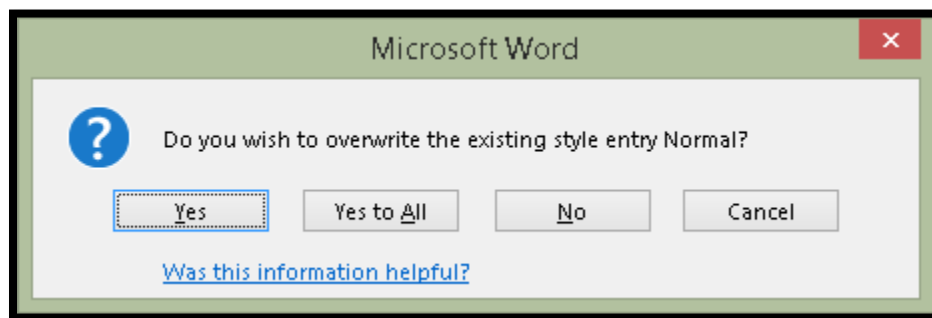 Microsoft Word
×
?
Do you wish to overwrite the existing style entry Normal?
Yes
Yes to All
No
Cancel
Was this information helpful?